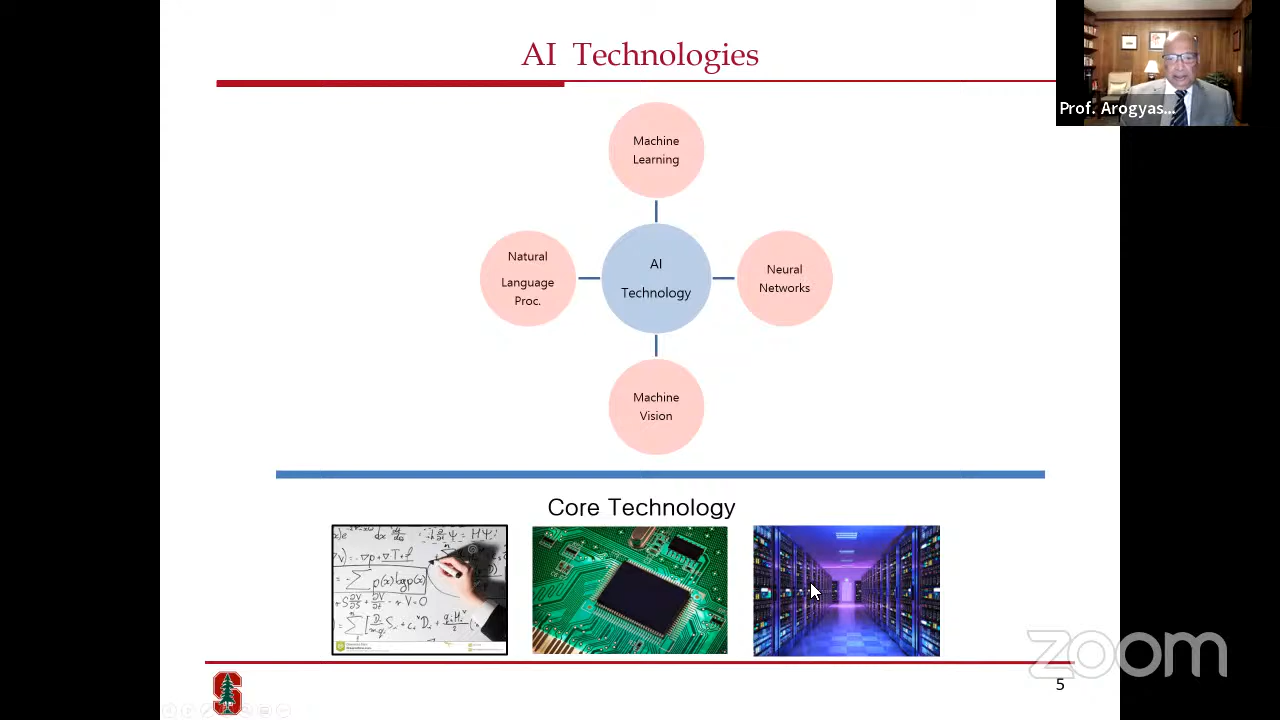 AI Technologies
Prof. Arogyas...
Machine
Learning
Natural
Language
Proc.
AI
Technology
Neural
Networks
Machine
Vision
Core Technology
zoom
5